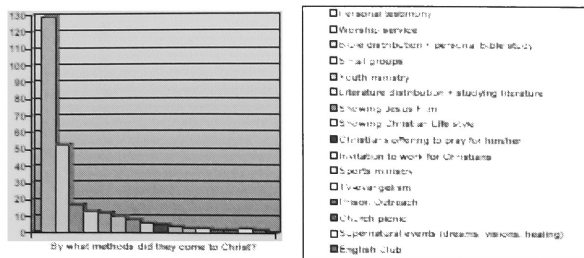 130
120
110
100
90
80
70
60
50
40
30
20
10
0
By what methods did they come to Christ?
Personal testimony
Worship service
Bible distribution + personal bible study
Small groups
Youth ministry
Literature distribution + studying literature
Showing Jesus Film
Showing Christian Life style
Christians offering to pray for him/her
Invitation to work for Christians
Sports ministry
TV-evangelism
Prison Outreach
Church picnic
Supernatural events (dreams, visions, healing)
English Club